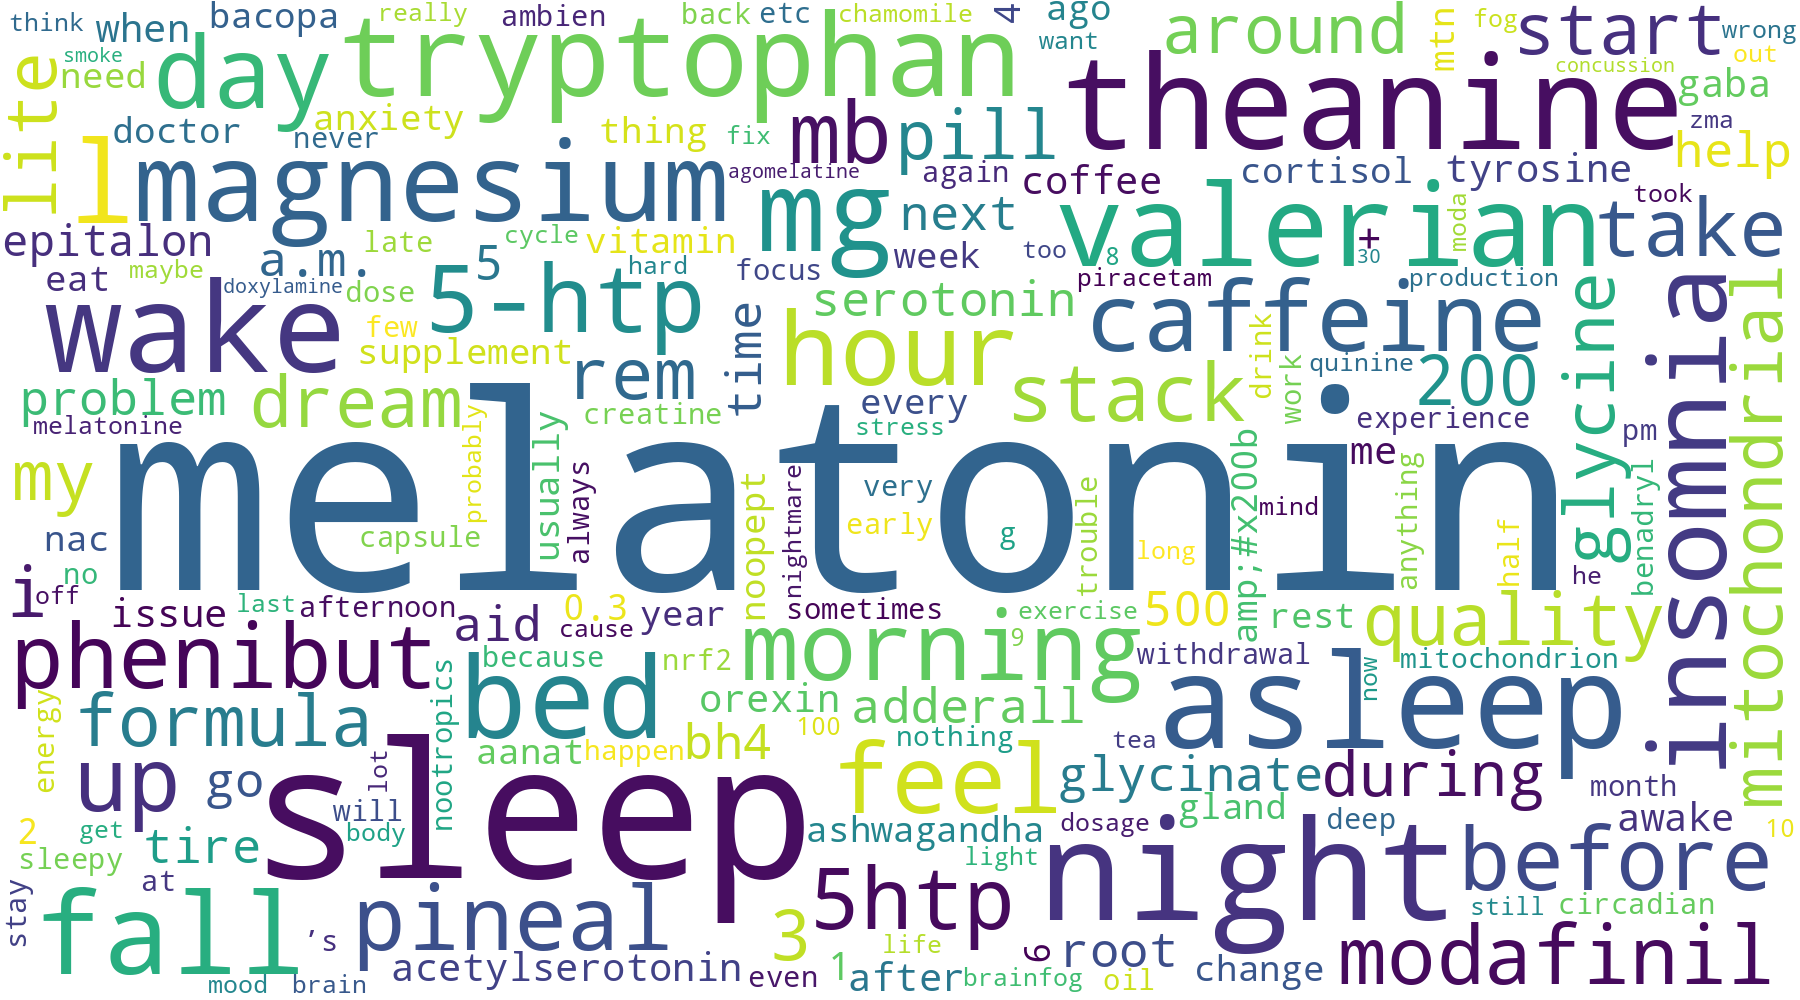 think
when
bacopa
really
ambien
back
etc
chamomile
4
ago
around
mtn
fog
start
wrong
smoke
need
day
tryptophan
want
theanine
concussion
out
gaba
lite
anxiety
doctor
never
thing
fix
mb
pill
zma
help
l
magnesium
agomelatine
again
coffee
cortisol
tyrosine
took
mg
next
valerian
+
moda
take
epitalon
a.m.
late
cycle
vitamin
week
too
8
30
eat
maybe
doxylamine
dose
5
hard
focus
piracetam
production
wake
few
5-htp
serotonin
caffeine
supplement
rem
time
hour
drink
quinine
200
glycine
insomnia
mitochondrial
problem
dream
creatine
every
stack
work
experience
melatonine
probably
usually
stress
me
pm
my
melatonin
always
noopept
nightmare
very
trouble
amp;#x200b
mind
anything
benadryl
nac
capsule
early
g
long
half
no
i
off
issue
last
afternoon
0.3
year
sometimes
exercise
500
rest
he
quality
phenibut
aid
cause
morning
9
because
nrf2
withdrawal
mitochondrion
energy
formula
nootropics
bed
orexin
adderall
asleep
now
aanat
happen
bh4
100
nothing
tea
up
go
lot
sleep
feel
glycinate
during
month
2
get
will
body
tire
ashwagandha
dosage
gland
deep
awake
10
sleepy
light
night
before
stay
at
fall
pineal
5htp
still
circadian
's
3
life
6
root
modafinil
acetylserotonin
even
1
after
brainfog
oil
change
mood
brain